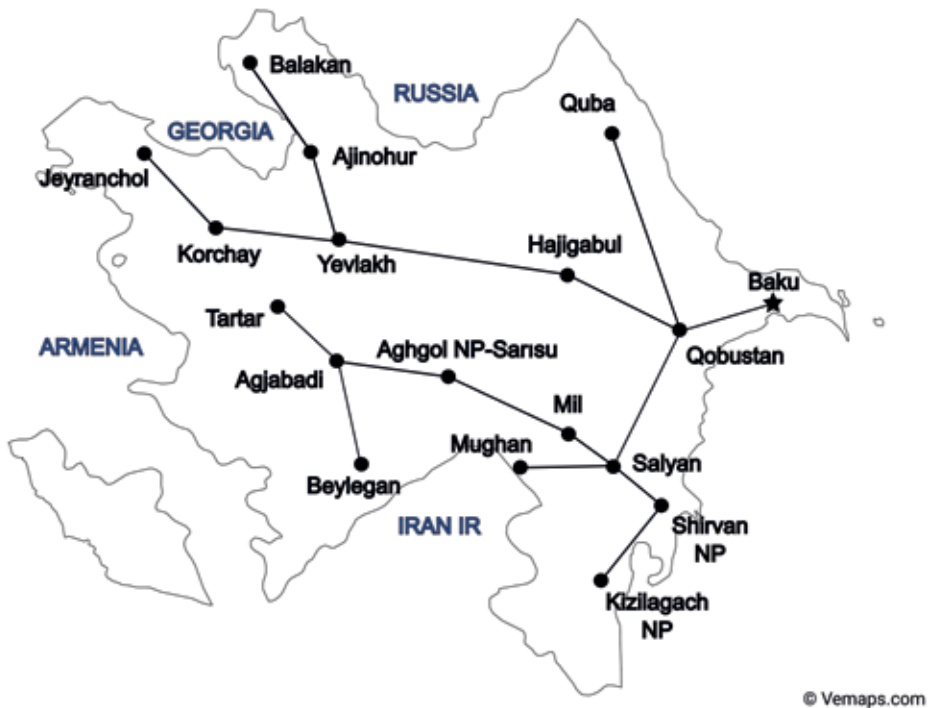 Balakan
RUSSIA
Quba
GEORGIA
Ajinohur
Jeyranchol
Korchay
Yevlakh
Hajigabul
Baku
Tartar
ARMENIA
Aghgol NP-Sarısu
Qobustan
Agjabadi
Mil
Mughan
Salyan
Beylegan
IRAN IR
Shirvan
NP
Kizilagach
NP
© Vemaps.com